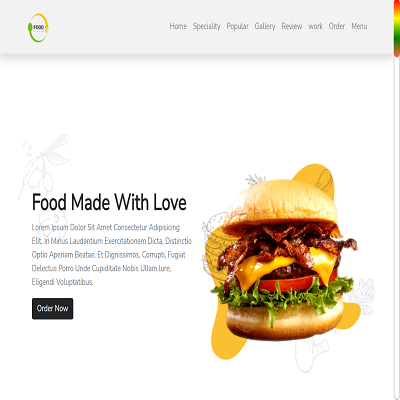 FOOD
Home Speciality Popular Gallery Review work Order Menu
Food Made With Love
Lorem Ipsum Dolor Sit Amet Consectetur Adipisicing
Elit. In Minus Laudantium Exercitationem Dicta, Distinctio
Optio Aperiam Beatae. Et Dignissimos, Corrupti, Fugiat
Delectus Porro Unde Cupiditate Nobis Ullam Iure,
Eligendi Voluptatibus.
Order Now